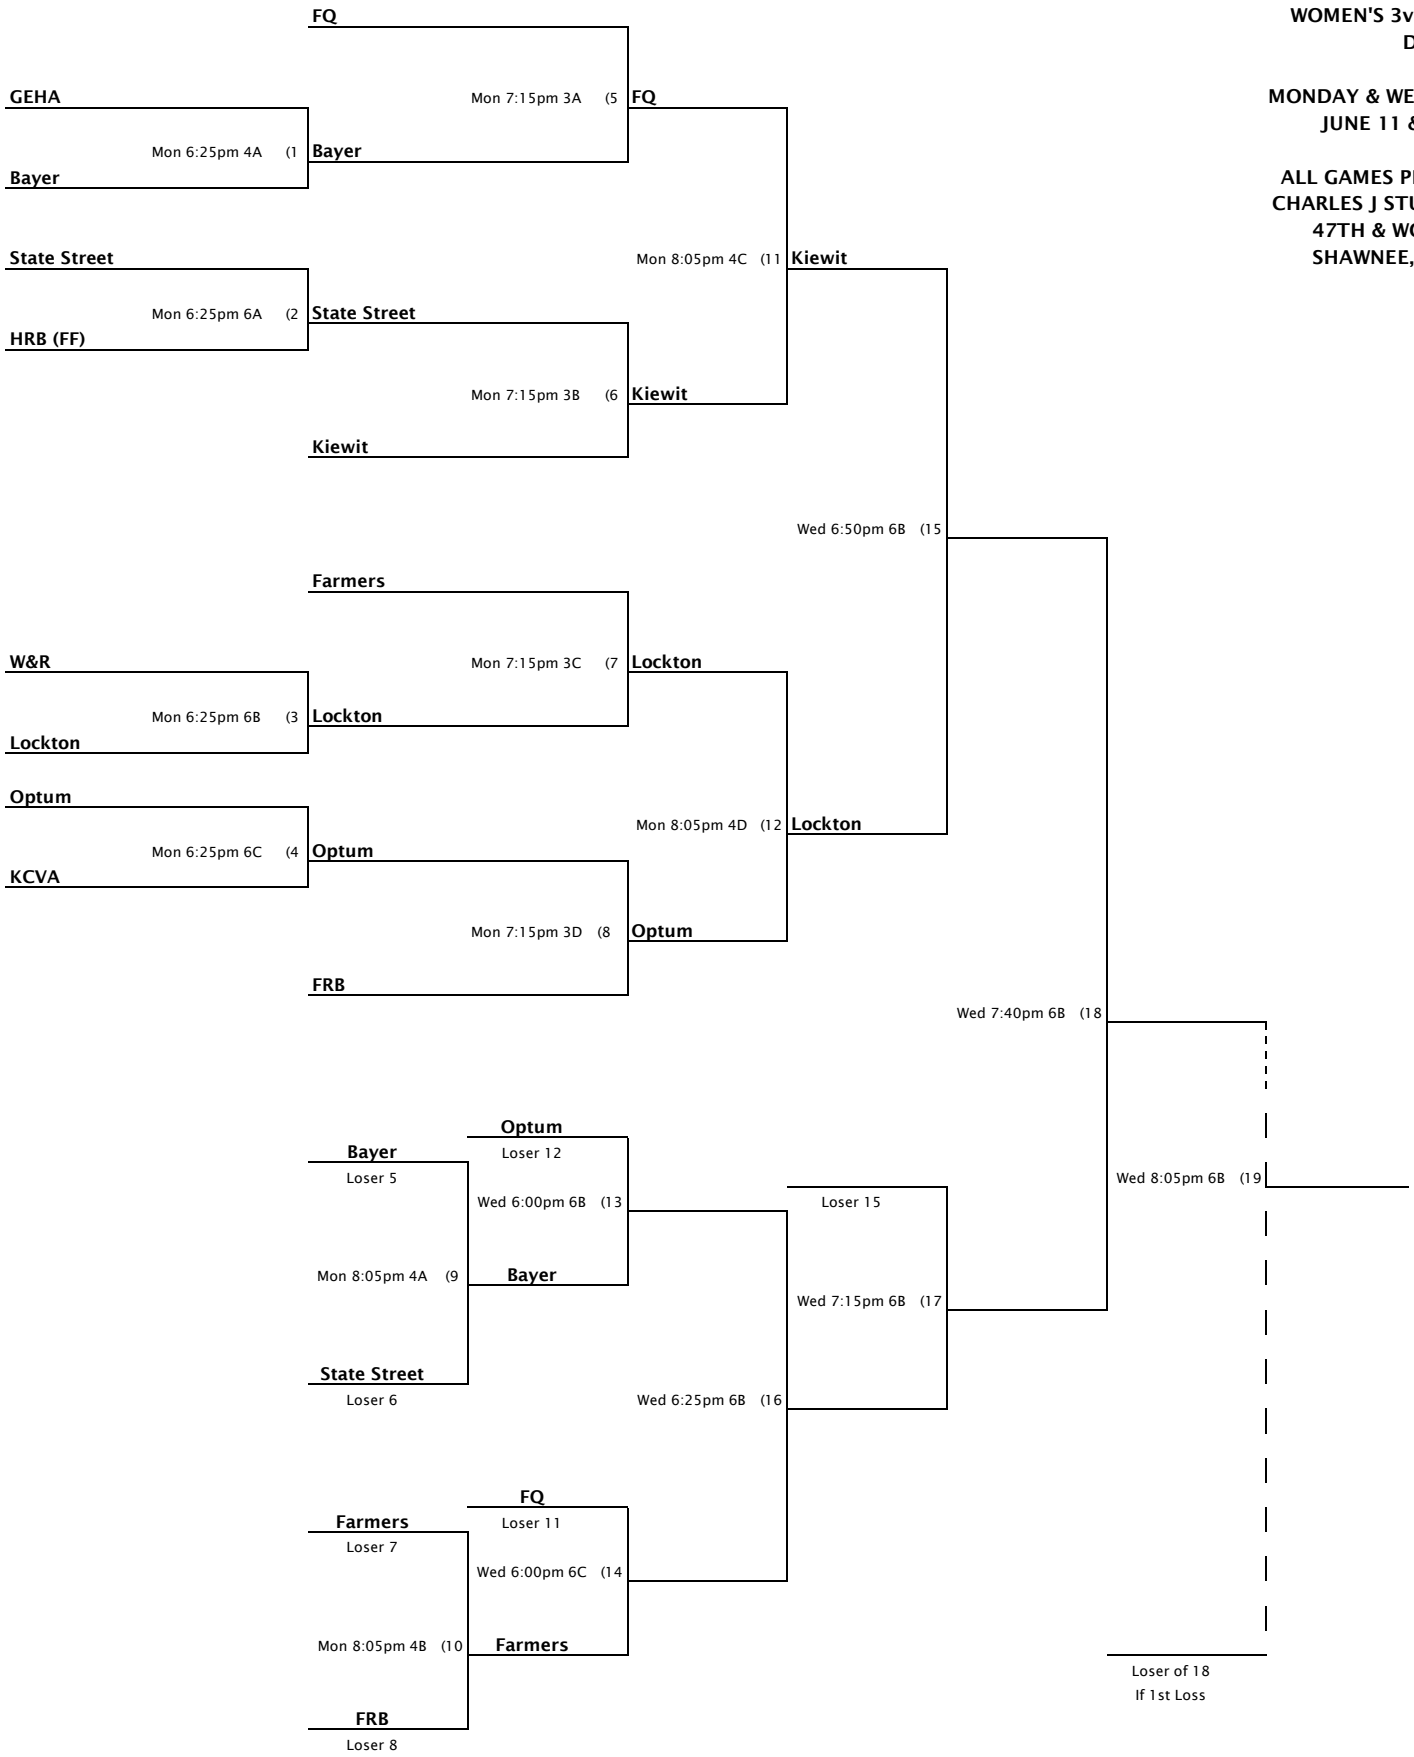 FQ
WOMEN'S 3v
D
GEHA
Mon 7:15pm 3A (5
FQ
MONDAY & WE
JUNE 11 &
Mon 6:25pm 4A (1
Bayer
Bayer
ALL GAMES P
CHARLES J STU
47TH & WO
SHAWNEE,
State Street
Mon 8:05pm 4C (11
Kiewit
Mon 6:25pm 6A (2
State Street
HRB (FF)
Mon 7:15pm 3B (6
Kiewit
Kiewit
Wed 6:50pm 6B (15
Farmers
W&R
Mon 7:15pm 3C (7
Lockton
Mon 6:25pm 6B (3
Lockton
Lockton
Optum
Mon 8:05pm 4D (12
Lockton
Mon 6:25pm 6C (4
Optum
KCVA
Mon 7:15pm 3D (8
Optum
FRB
Wed 7:40pm 6B (18
Optum
Loser 12
Bayer
Loser 5
Wed 8:05pm 6B (19
Wed 6:00pm 6B (13
Loser 15
Mon 8:05pm 4A (9
Bayer
Wed 7:15pm 6B (17
State Street
Loser 6
Wed 6:25pm 6B (16
FQ
Loser 11
Farmers
Loser 7
Wed 6:00pm 6C (14
Mon 8:05pm 4B (10
Farmers
Loser of 18
If 1st Loss
FRB
Loser 8